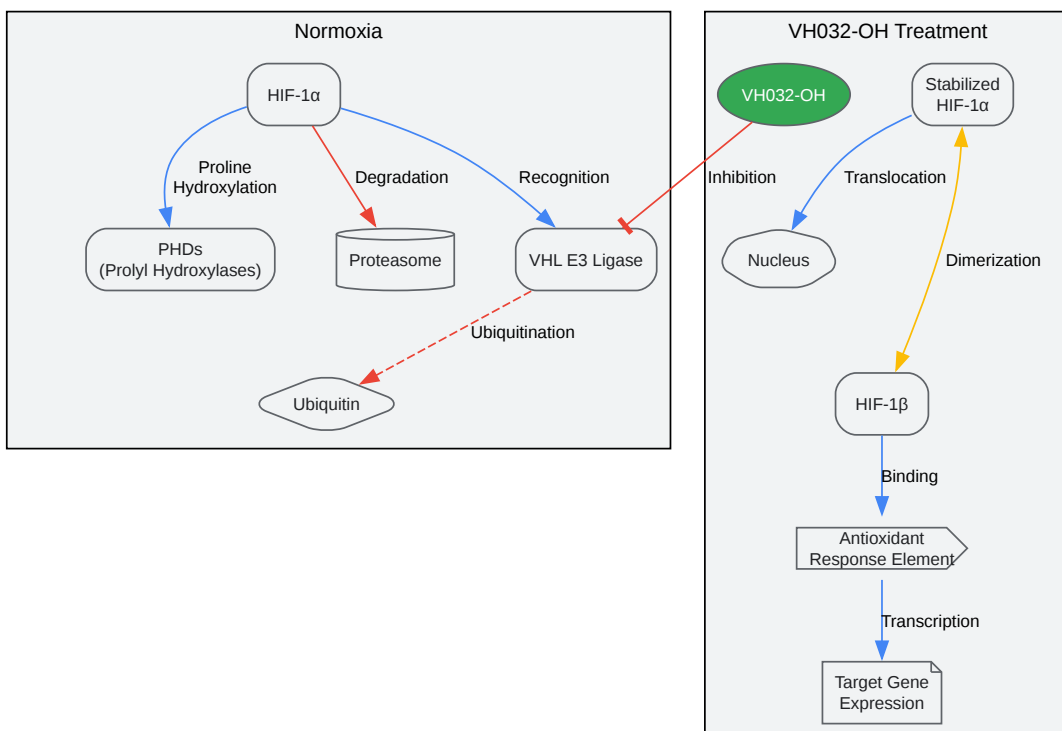 Normoxia
HIF-1α
Proline
Hydroxylation
Degradation
Recognition
PHDs
(Prolyl Hydroxylases)
Proteasome
VHL E3 Ligase
Ubiquitination
Ubiquitin
VH032-OH Treatment
VH032-OH
Stabilized
HIF-1α
Inhibition
Translocation
Nucleus
Dimerization
HIF-1β
Binding
Antioxidant
Response Element
Transcription
Target Gene
Expression